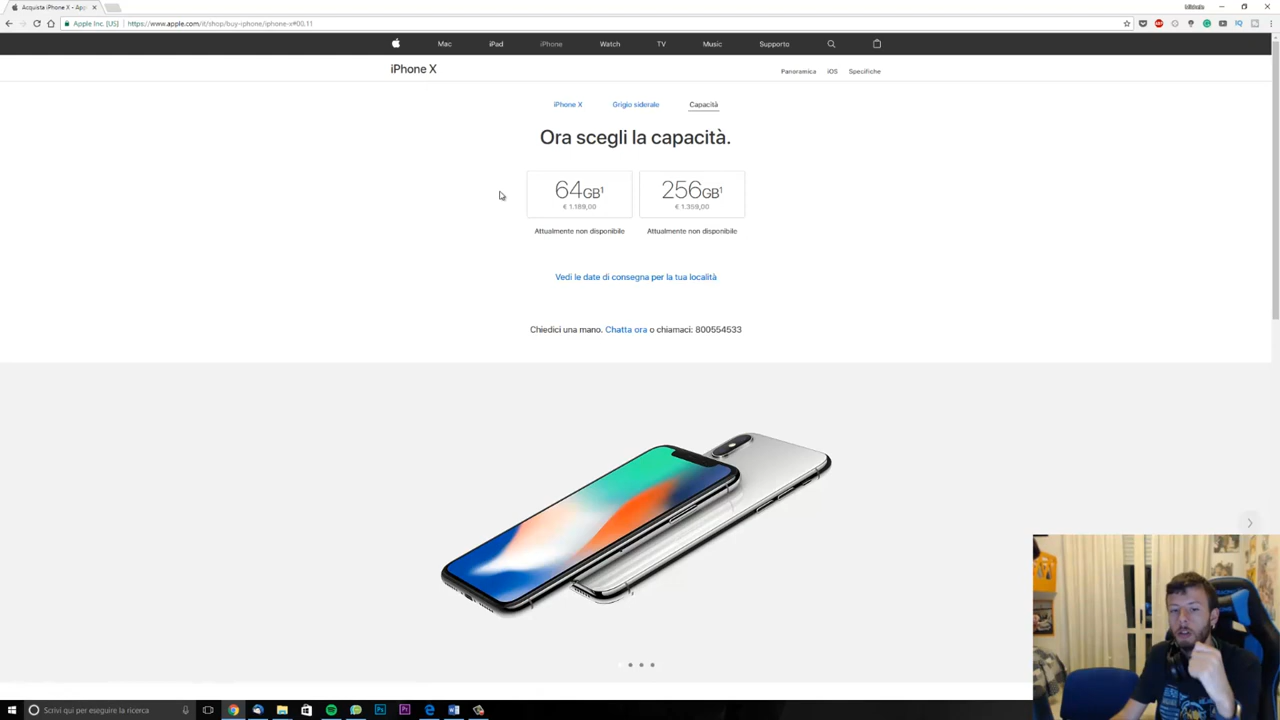 Acquista iPhone X - App
Apple Inc. [US]
https://www.apple.com/it/shop/buy-iphone/iphone-x#00,11
Mac
iPad
iPhone
Watch
TV
Music
Supporto
iPhone X
Panoramica
iOS
Specifiche
iPhone X
Grigio siderale
Capacità
Ora scegli la capacità.
64GB¹
256GB¹
€ 1.189,00
€ 1.359,00
Attualmente non disponibile
Attualmente non disponibile
Vedi le date di consegna per la tua località
Chiedici una mano. Chatta ora o chiamaci: 800554533
Scrivi qui per eseguire la ricerca